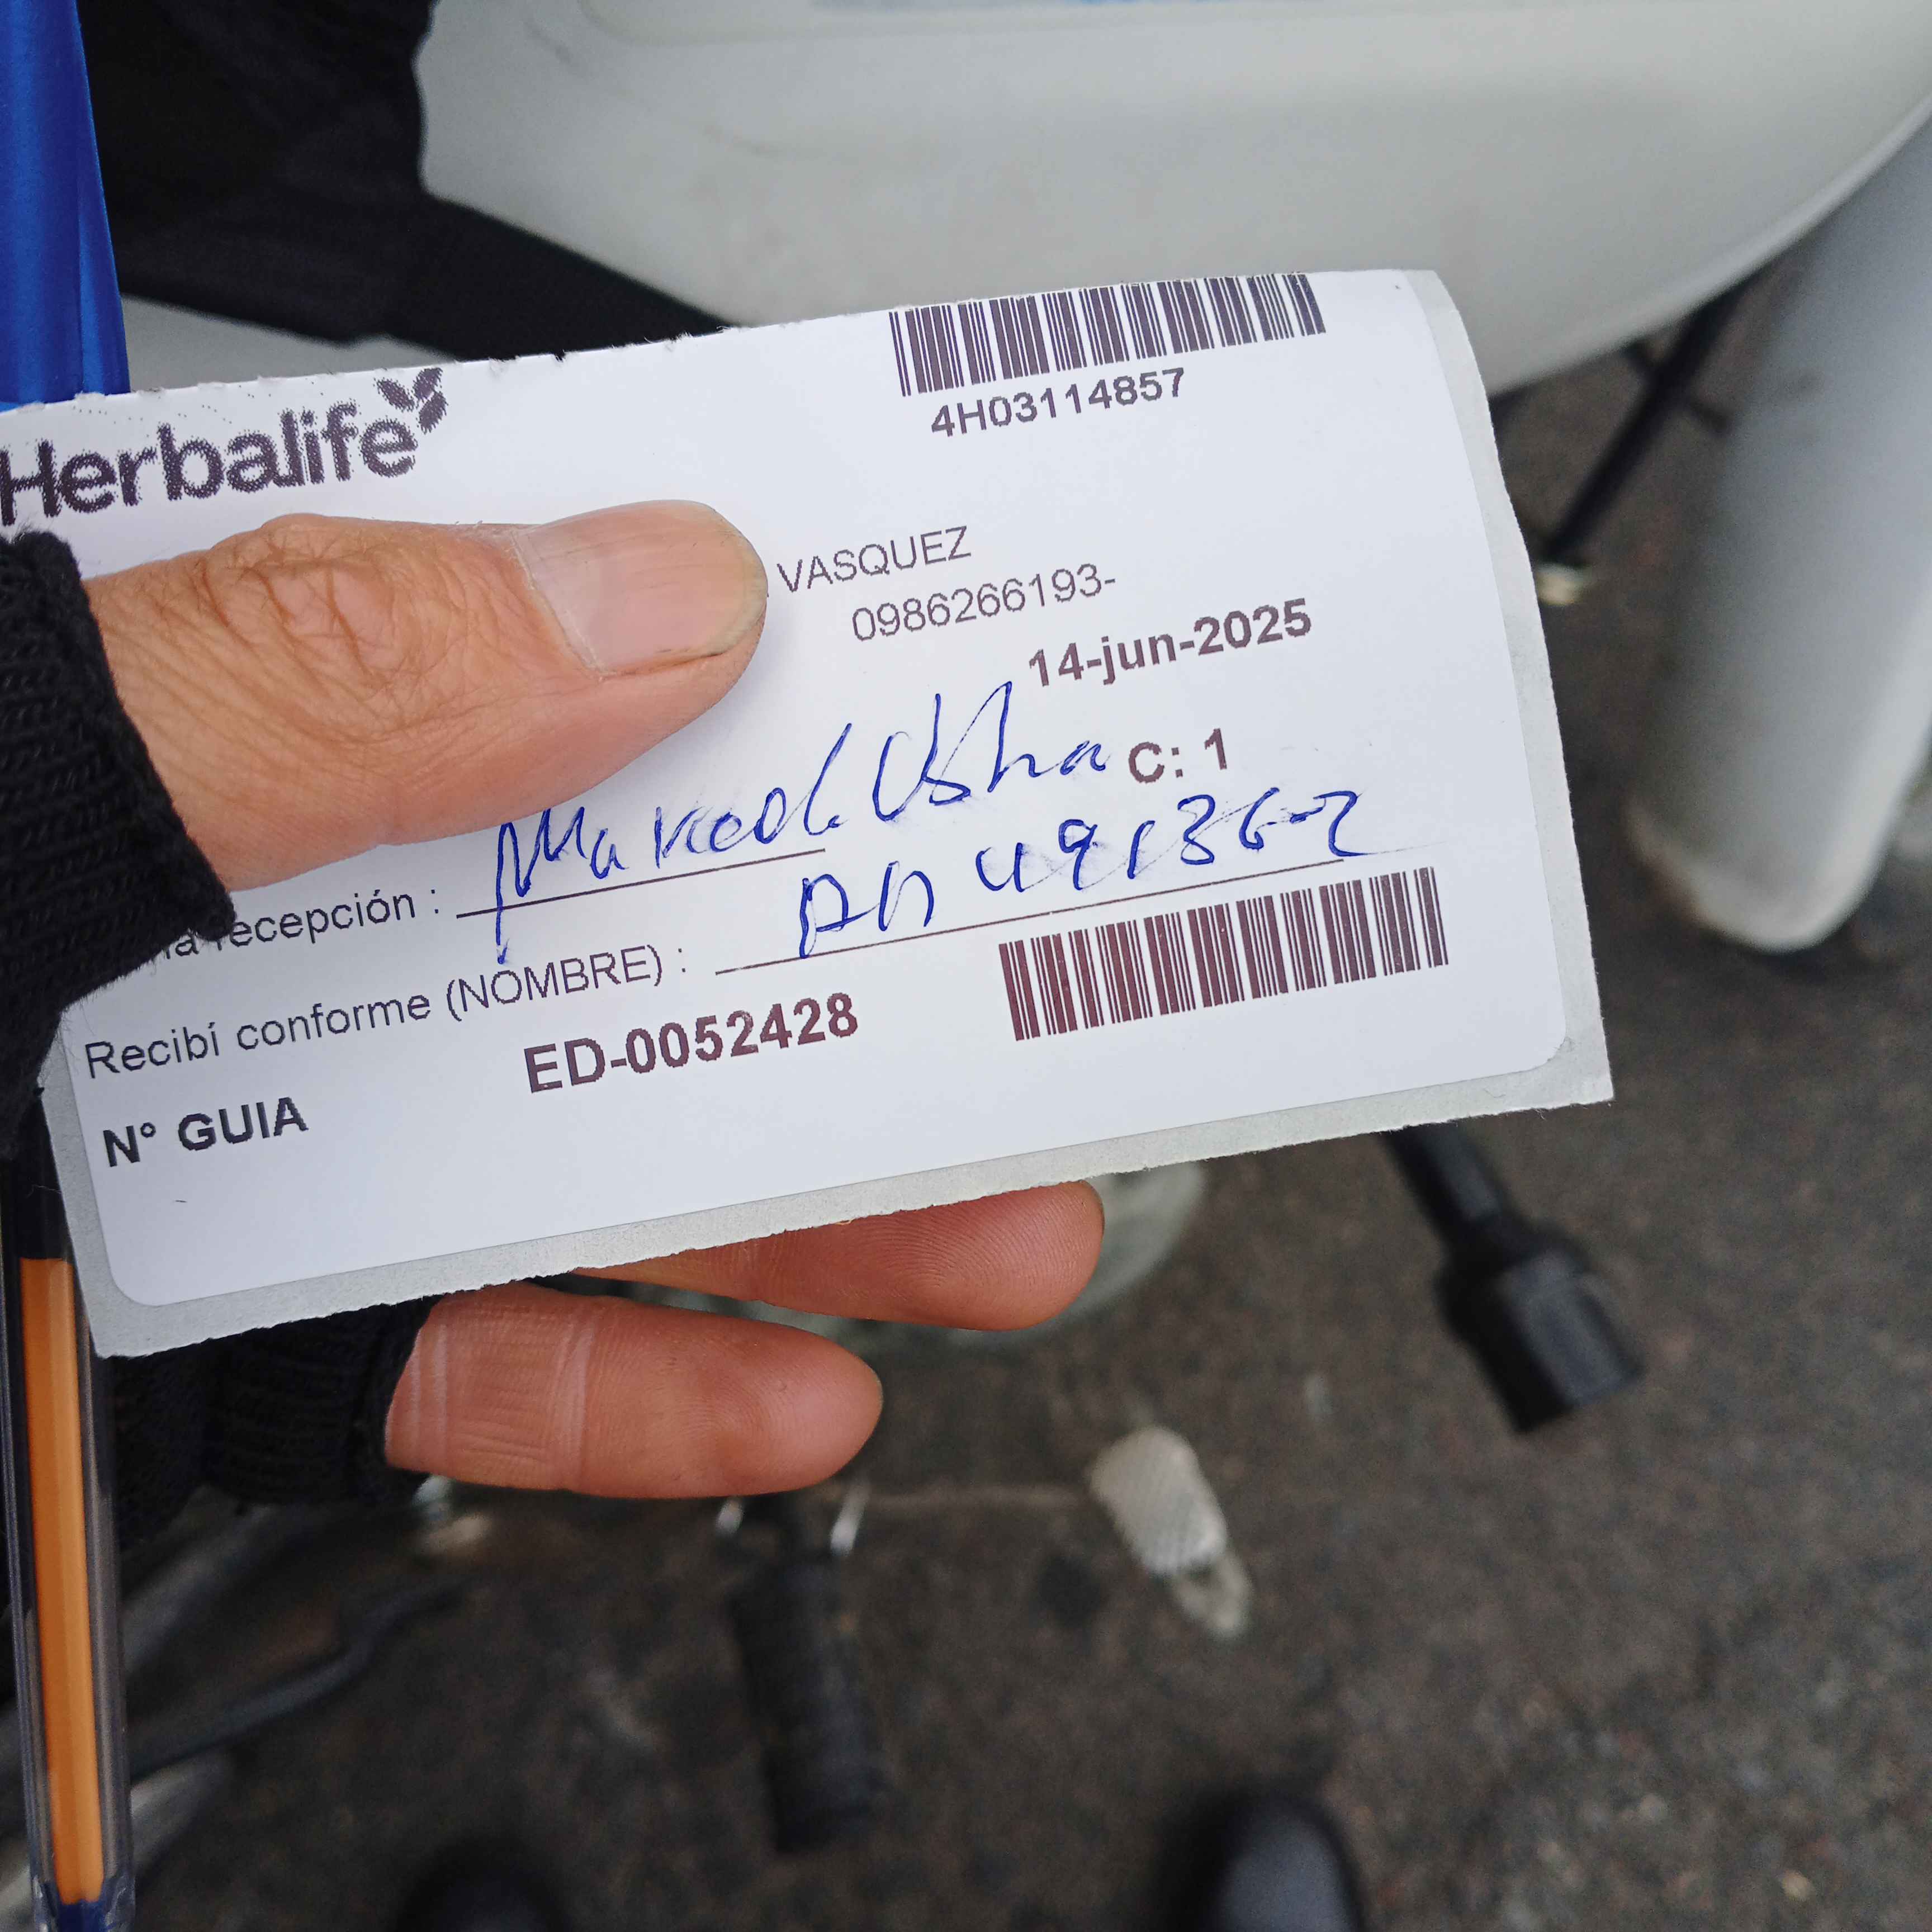 Herbalife
4H03114857
VASQUEZ
0986266193-
14-jun-2025
C: 1
recepción :
Recibí conforme (NOMBRE) :
N° GUIA ED-0052428